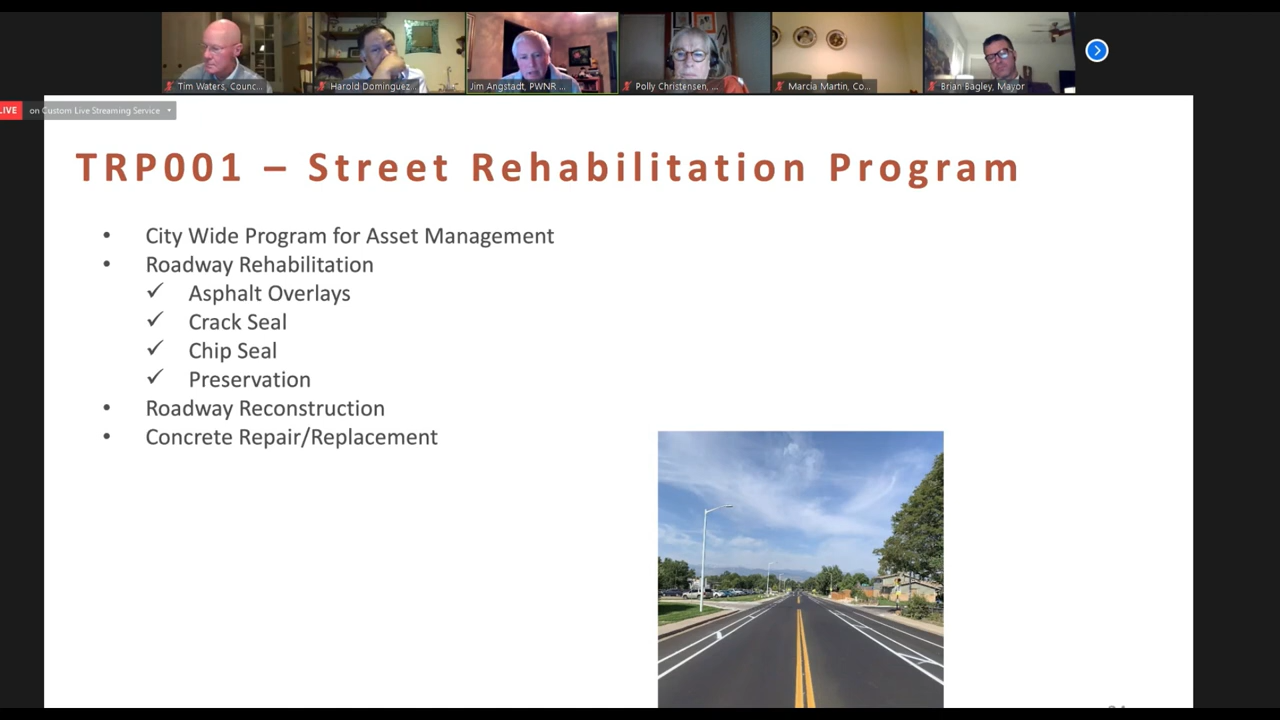 Tim Waters, Counc...
Harold Dominguez...
Jim Angstadt, PWNR ...
Polly Christensen, ...
Marcia Martin, Co...
Brian Bagley, Mayor
LIVE on Custom Live Streaming Service
TRP001 – Street Rehabilitation Program
• City Wide Program for Asset Management
• Roadway Rehabilitation
✓ Asphalt Overlays
✓ Crack Seal
✓ Chip Seal
✓ Preservation
• Roadway Reconstruction
• Concrete Repair/Replacement